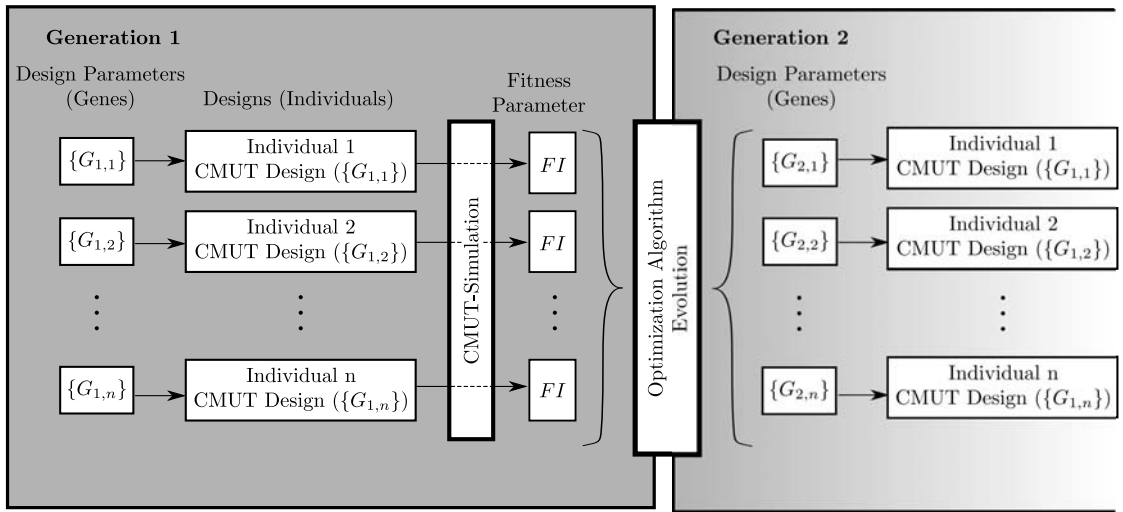 Generation 1
Design Parameters
(Genes)
Designs (Individuals)
Fitness
Parameter
{G1,1}
Individual 1
CMUT Design ({G1,1})
FI
{G1,2}
Individual 2
CMUT Design ({G1,2})
FI
{G1,n}
Individual n
CMUT Design ({G1,n})
FI
CMUT-Simulation
Optimization Algorithm
Evolution
Generation 2
Design Parameters
(Genes)
{G2,1}
Individual 1
CMUT Design ({G1,1})
{G2,2}
Individual 2
CMUT Design ({G1,2})
{G2,n}
Individual n
CMUT Design ({G1,n})